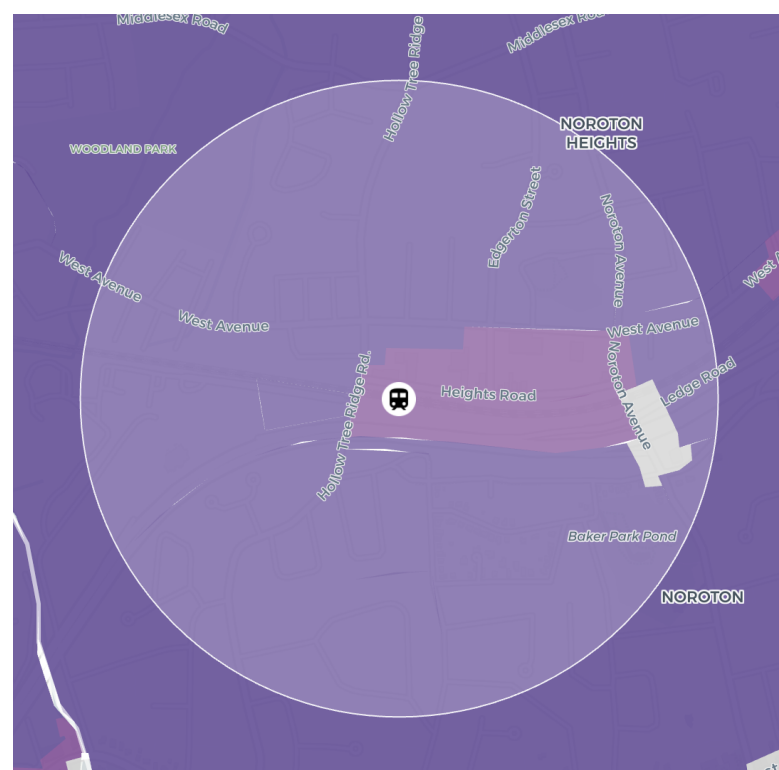 Middlesex Road
Middlesex Roa
Hollow Tree Ridge
NOROTON
HEIGHTS
WOODLAND PARK
Edgerton Street
Noroton Avenue
West Avenue
West A
West Avenue
West Avenue
Hollow Tree Ridge Rd.
Heights Road
Noroton Avenue
Ledge Road
Baker Park Pond
NOROTON